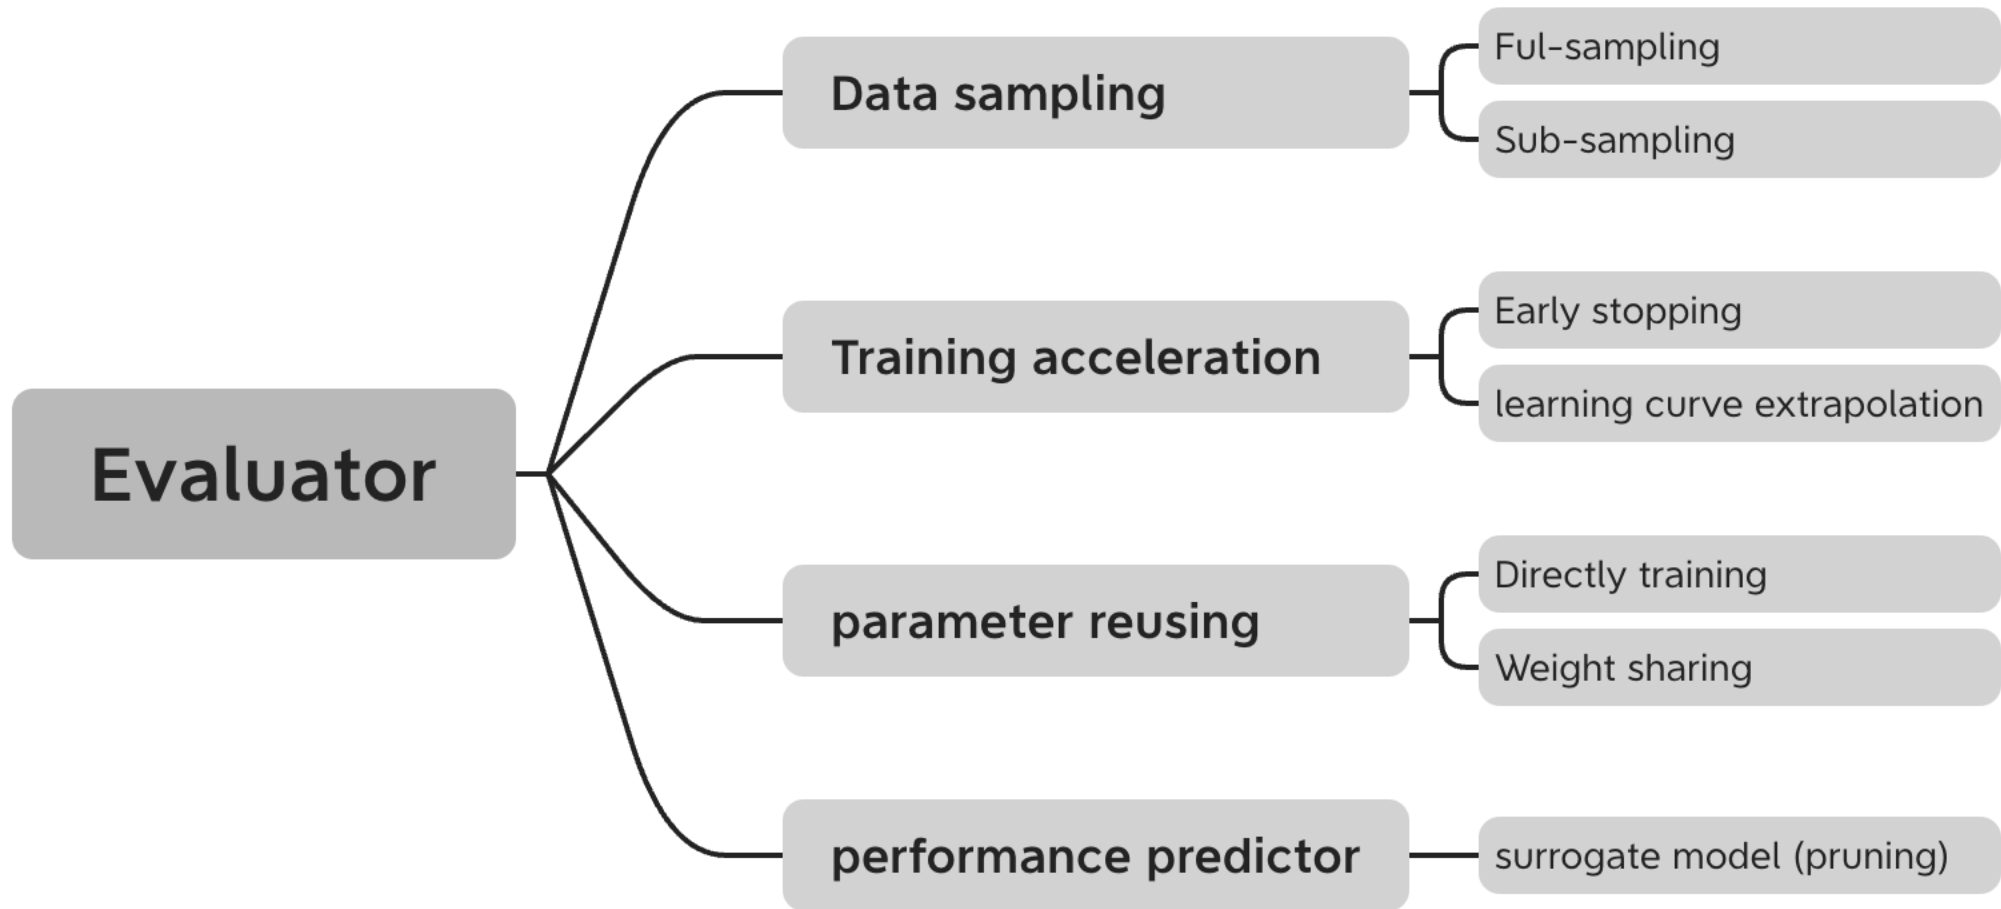 Evaluator
Data sampling
Ful-sampling
Sub-sampling
Training acceleration
Early stopping
learning curve extrapolation
parameter reusing
Directly training
Weight sharing
performance predictor
surrogate model (pruning)